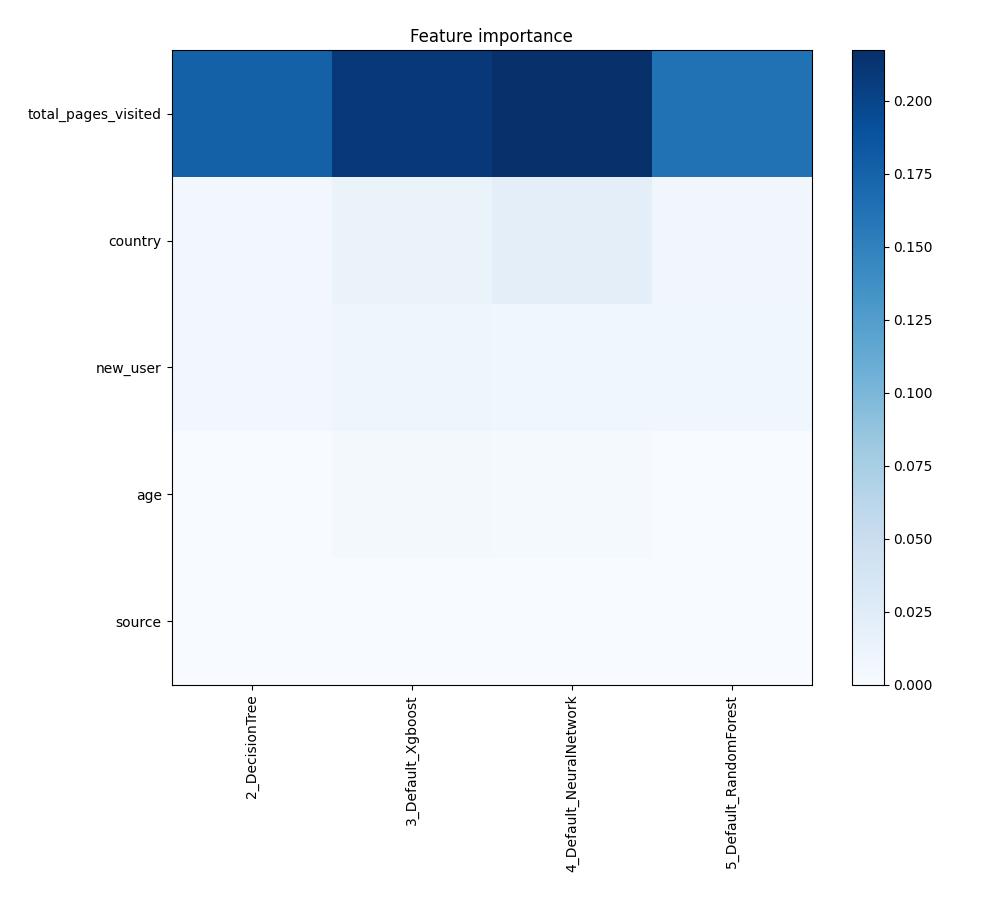 Feature importance
total_pages_visited
country
new_user
age
source
2_DecisionTree
3_Default_Xgboost
4_Default_NeuralNetwork
5_Default_RandomForest
0.200
0.175
0.150
0.125
0.100
0.075
0.050
0.025
0.000